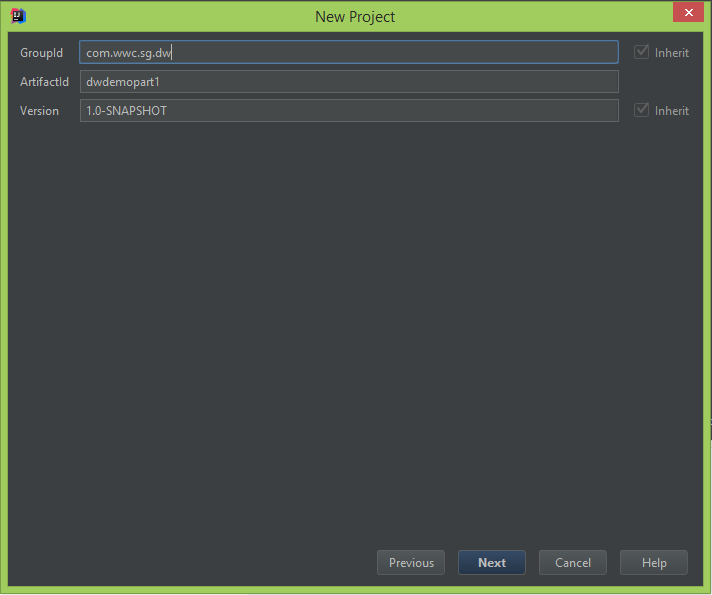 New Project
GroupId com.wwc.sg.dw Inherit
ArtifactId dwdemopart1
Version 1.0-SNAPSHOT Inherit
Previous Next Cancel Help